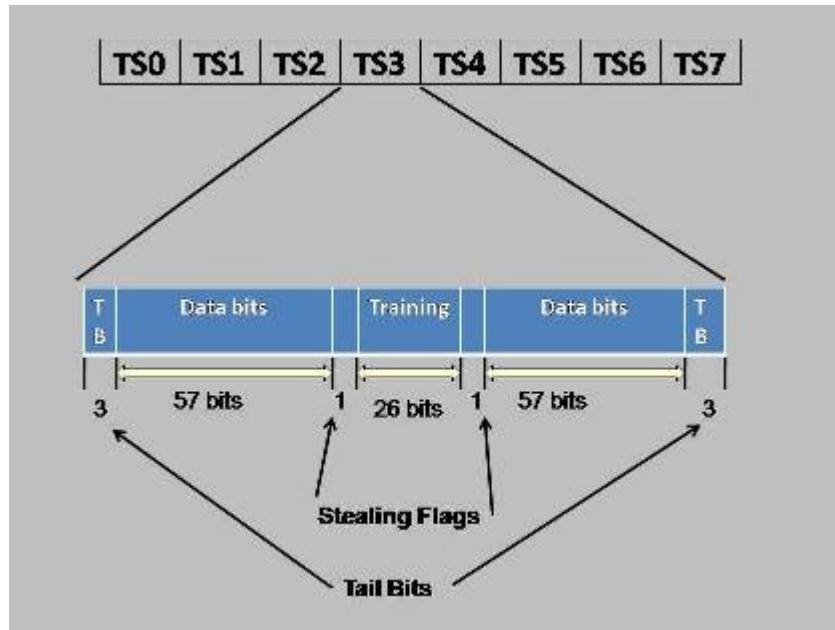 TS0 TS1 TS2 TS3 TS4 TS5 TS6 TS7
T B Data bits Training Data bits T B
3 57 bits 1 26 bits 1 57 bits 3
Stealing Flags
Tail Bits